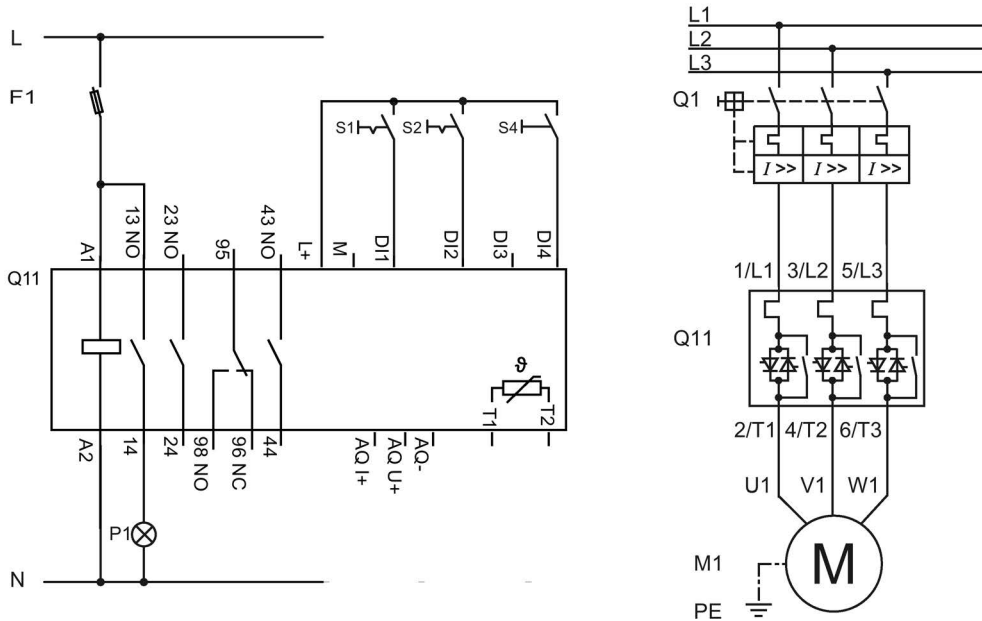 L
F1
S1
S2
S4
A1
13 NO
23 NO
95
43 NO
L+
M
DI1
DI2
DI3
DI4
Q11
ϑ
T1
T2
A2
14
24
98 NO
96 NC
44
AQ I+
AQ U+
AQ-
P1
N
L1
L2
L3
Q1
I >> I >> I >>
1/L1 3/L2 5/L3
Q11
2/T1 4/T2 6/T3
U1 V1 W1
M1
M
PE